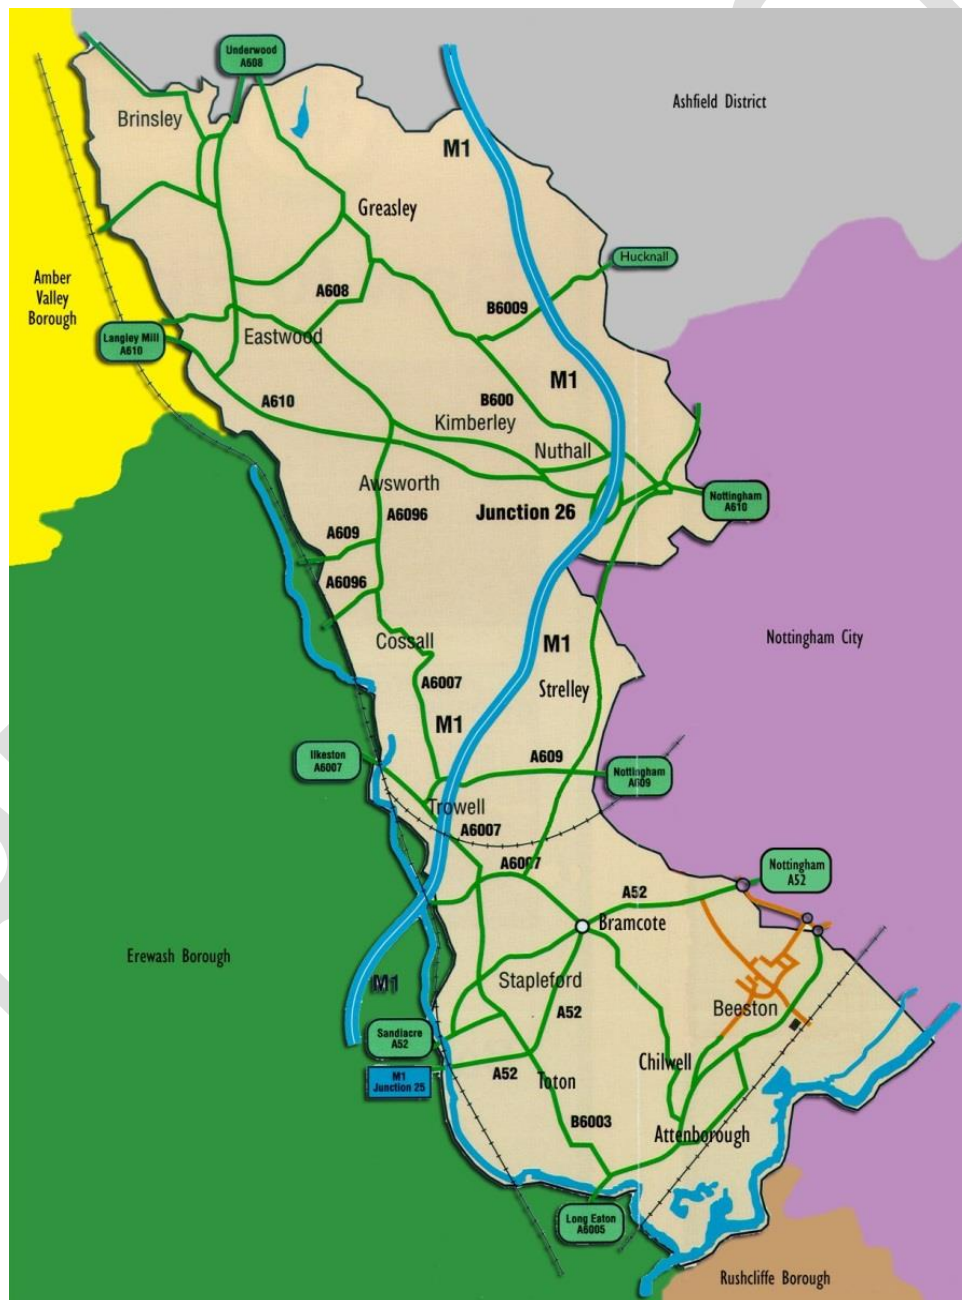 Underwood
A608
Ashfield District
Brinsley
M1
Greasley
Hucknall
Amber
Valley
Borough
A608
B6009
Langley Mill
A610
Eastwood
M1
A610
B600
Kimberley
Nuthall
Awsworth
Nottingham
A610
A6096
Junction 26
A609
A6096
Nottingham City
Cossall
M1
A6007
Strelley
M1
Ilkeston
A6007
A609
Nottingham
A609
Trowell
A6007
A6007
Nottingham
A52
A52
Bramcote
Erewash Borough
M1
Stapleford
A52
Beeston
Sandiacre
A52
Chilwell
M1
Junction 25
A52
Toton
B6003
Attenborough
Long Eaton
A6005
Rushcliffe Borough